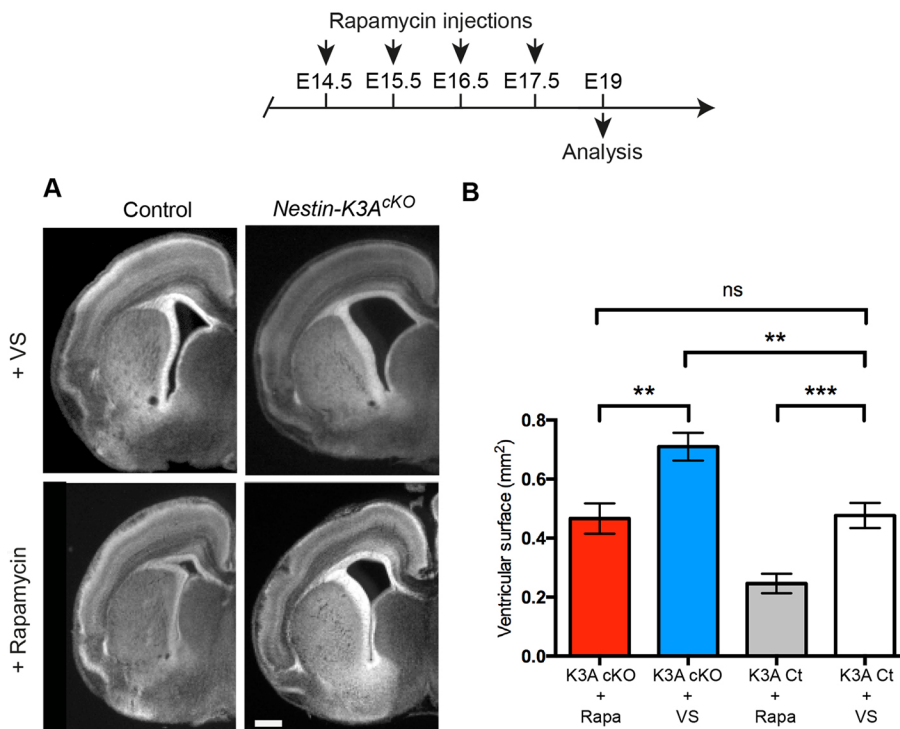 Rapamycin injections
E14.5 E15.5 E16.5 E17.5 E19
Analysis
A
Control
Nestin-K3A^cKO
+ VS
+ Rapamycin
B
ns
**
**
***
Ventricular surface (mm²)
0.8
0.6
0.4
0.2
0.0
K3A cKO
+
Rapa
K3A cKO
+
VS
K3A Ct
+
Rapa
K3A Ct
+
VS